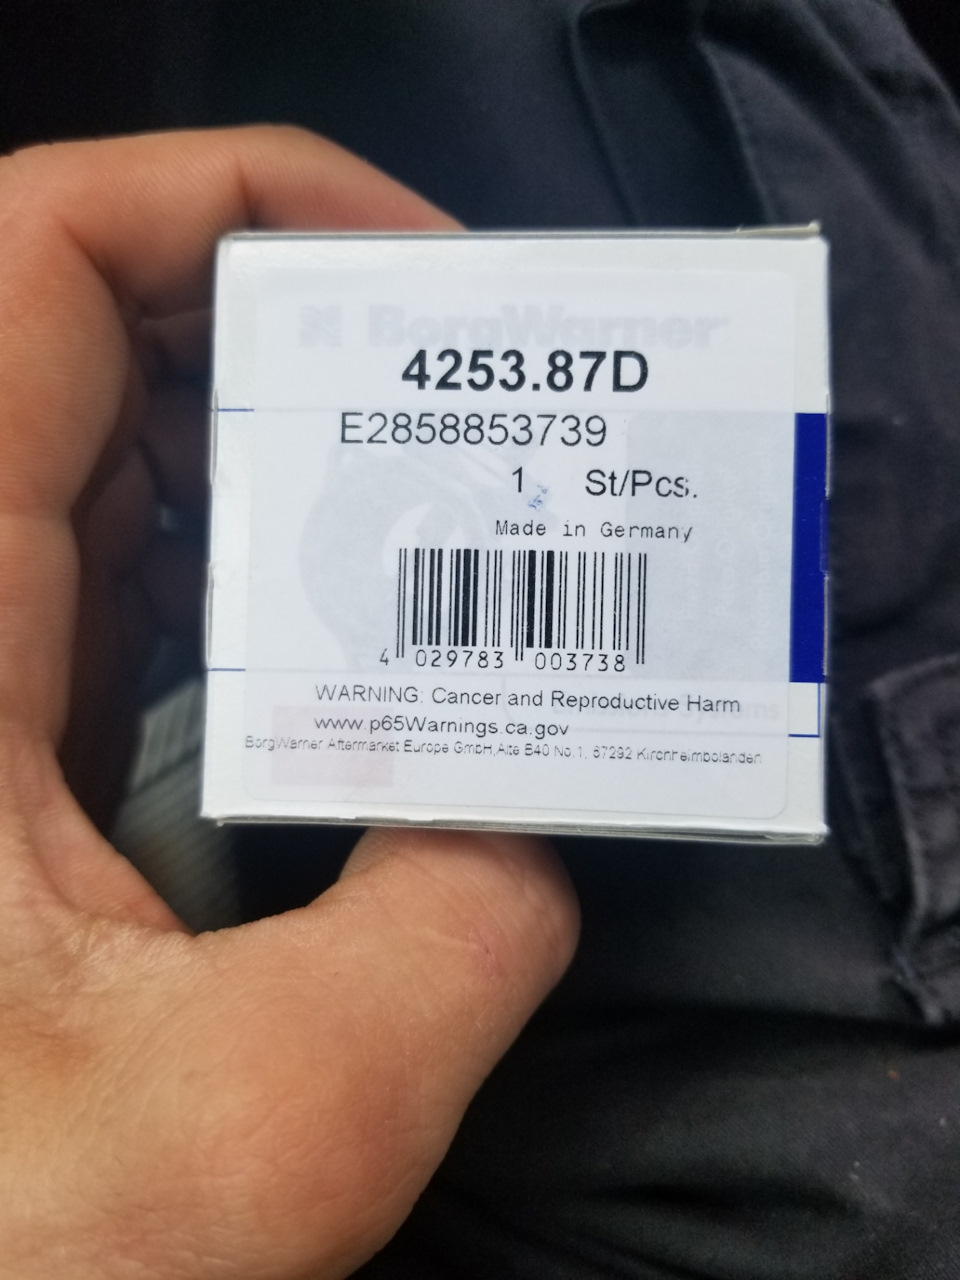 BorgWarner
4253.87D
E2858853739
1 St/Pcs.
Made in Germany
4 029783 003738
WARNING: Cancer and Reproductive Harm
www.p65Warnings.ca.gov
BorgWarner Aftermarket Europe GmbH, Alte B40 No.1, 67292 Kirchheimbolanden